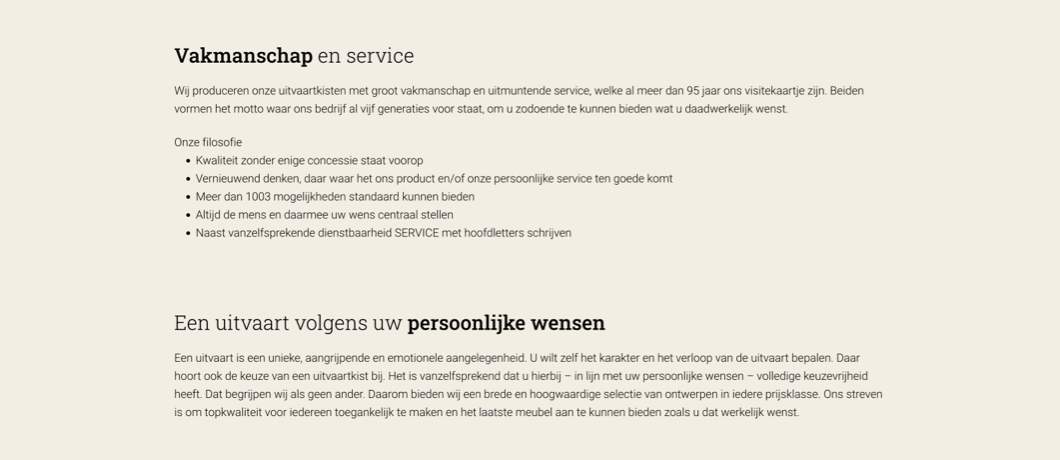 Vakmanschap en service
Wij produceren onze uitvaartkisten met groot vakmanschap en uitmuntende service, welke al meer dan 95 jaar ons visitekaartje zijn. Beiden
vormen het motto waar ons bedrijf al vijf generaties voor staat, om u zodoende te kunnen bieden wat u daadwerkelijk wenst.
Onze filosofie
• Kwaliteit zonder enige concessie staat voorop
• Vernieuwend denken, daar waar het ons product en/of onze persoonlijke service ten goede komt
• Meer dan 1003 mogelijkheden standaard kunnen bieden
• Altijd de mens en daarmee uw wens centraal stellen
• Naast vanzelfsprekende dienstbaarheid SERVICE met hoofdletters schrijven
Een uitvaart volgens uw persoonlijke wensen
Een uitvaart is een unieke, aangrijpende en emotionele aangelegenheid. U wilt zelf het karakter en het verloop van de uitvaart bepalen. Daar
hoort ook de keuze van een uitvaartkist bij. Het is vanzelfsprekend dat u hierbij – in lijn met uw persoonlijke wensen – volledige keuzevrijheid
heeft. Dat begrijpen wij als geen ander. Daarom bieden wij een brede en hoogwaardige selectie van ontwerpen in iedere prijsklasse. Ons streven
is om topkwaliteit voor iedereen toegankelijk te maken en het laatste meubel aan te kunnen bieden zoals u dat werkelijk wenst.